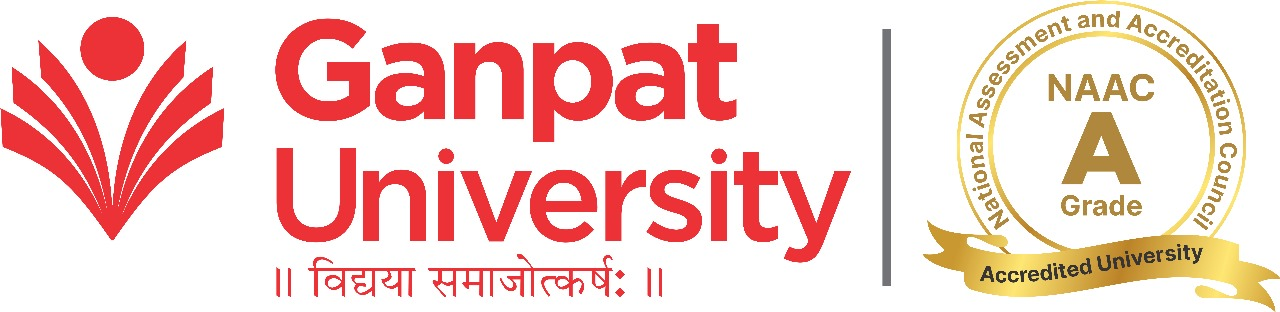 Ganpat
University
॥ विद्यया समाजोत्कर्षः ॥
National Assessment and Accreditation Council
NAAC
A
Grade
Accredited University